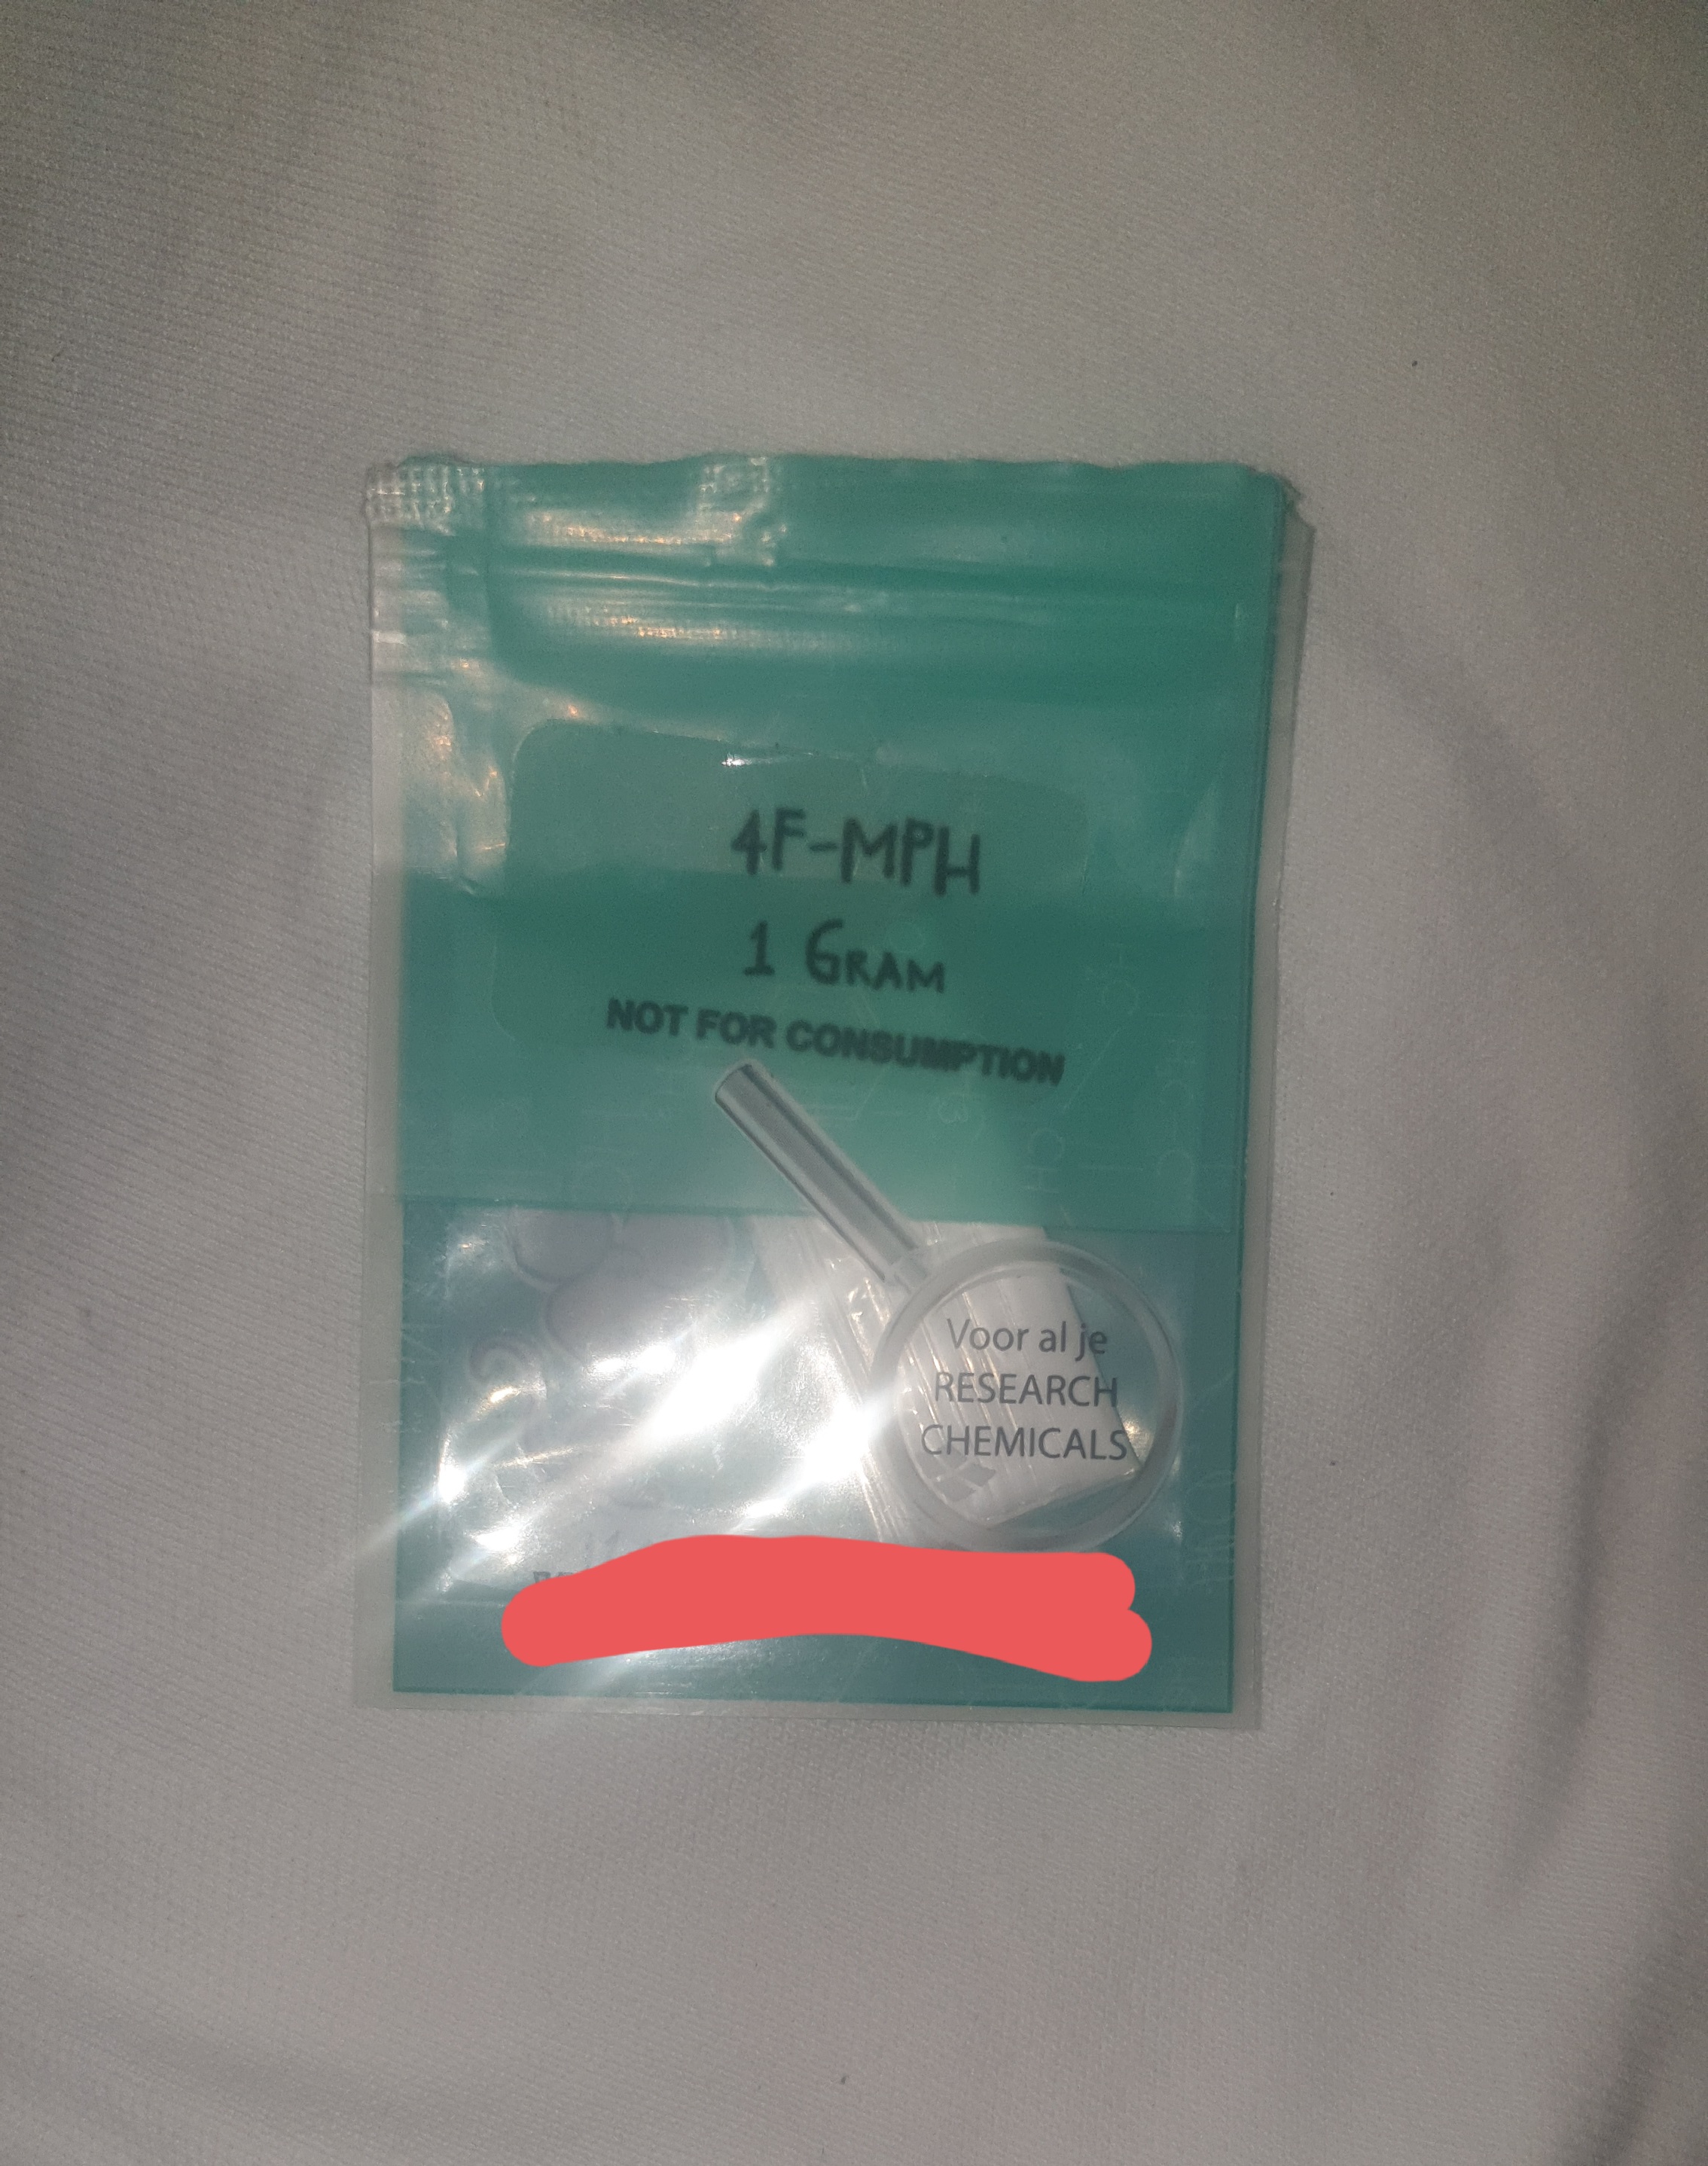 4F-MPH
1 GRAM
NOT FOR CONSUMPTION
Voor al je
RESEARCH
CHEMICALS